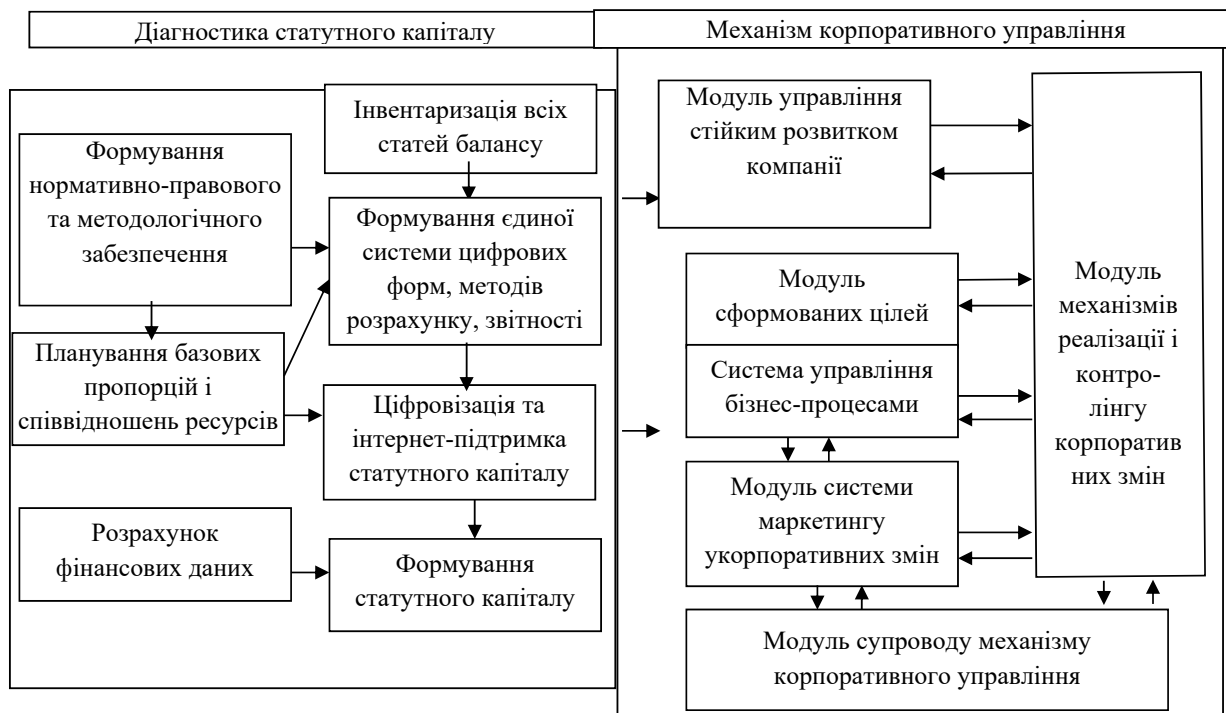 Діагностика статутного капіталу
Механізм корпоративного управління
Інвентаризація всіх
статей балансу
Формування
нормативно-правового
та методологічного
забезпечення
Формування єдиної
системи цифрових
форм, методів
розрахунку, звітності
Планування базових
пропорцій і
співвідношень ресурсів
Ціфровізація та
інтернет-підтримка
статутного капіталу
Розрахунок
фінансових даних
Формування
статутного капіталу
Модуль управління
стійким розвитком
компанії
Модуль
сформованих цілей
Система управління
бізнес-процесами
Модуль системи
маркетингу
укорпоративних змін
Модуль
механізмів
реалізації і
контро-
лінгу
корпоратив
них змін
Модуль супроводу механізму
корпоративного управління